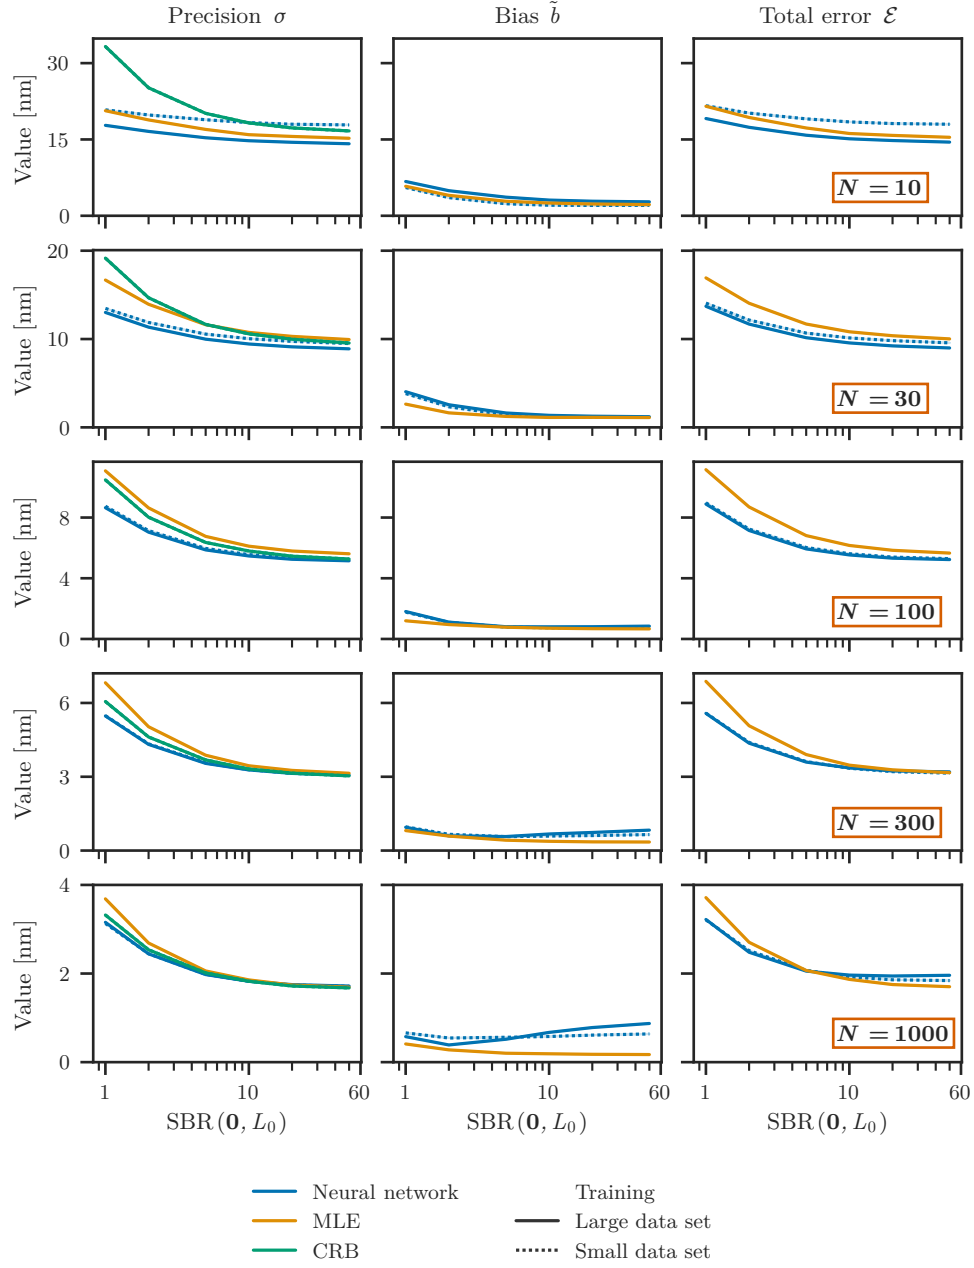 Precision σ Bias b̃ Total error ℰ
Value [nm]
30
15
0
N = 10
Value [nm]
20
10
0
N = 30
Value [nm]
8
4
0
N = 100
Value [nm]
6
3
0
N = 300
Value [nm]
4
2
0
N = 1000
1 10 60 1 10 60 1 10 60
SBR(0, L₀) SBR(0, L₀) SBR(0, L₀)
Neural network Training
MLE Large data set
CRB Small data set